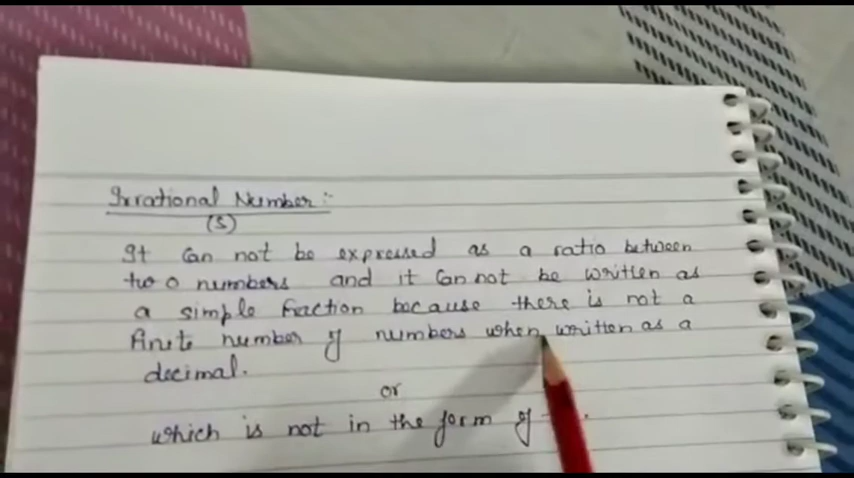 Irrational Number :-
(S)
It can not be expressed as a ratio between
two numbers and it can not be written as
a simple fraction because there is not a
finite number of numbers when written as a
decimal.
or
which is not in the form of